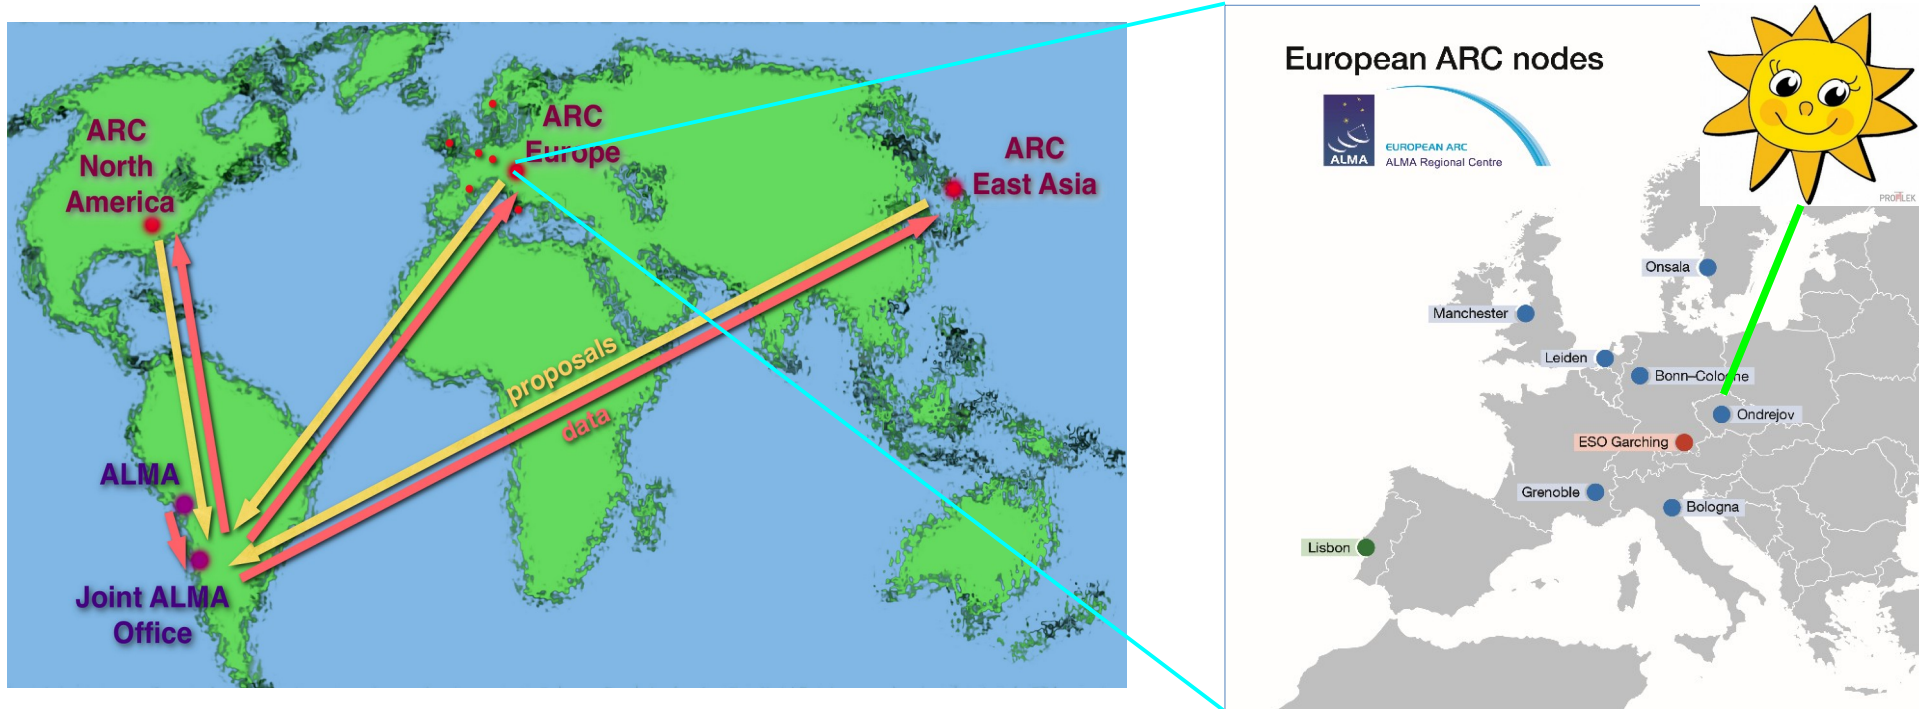 ARC
North
America
ARC
Europe
ARC
East Asia
proposals
data
ALMA
Joint ALMA
Office
European ARC nodes
ALMA
EUROPEAN ARC
ALMA Regional Centre
Onsala
Manchester
Leiden
Bonn–Cologne
Ondrejov
ESO Garching
Grenoble
Bologna
Lisbon